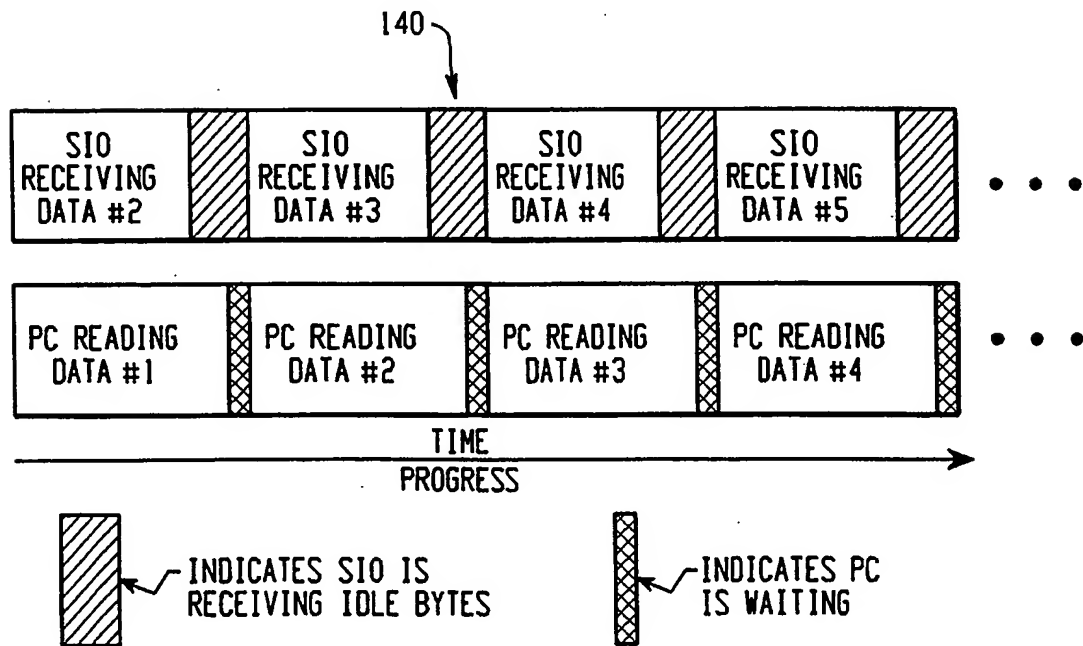 140
SIO RECEIVING DATA #2
SIO RECEIVING DATA #3
SIO RECEIVING DATA #4
SIO RECEIVING DATA #5
• • •
PC READING DATA #1
PC READING DATA #2
PC READING DATA #3
PC READING DATA #4
• • •
TIME
PROGRESS
INDICATES SIO IS
RECEIVING IDLE BYTES
INDICATES PC
IS WAITING